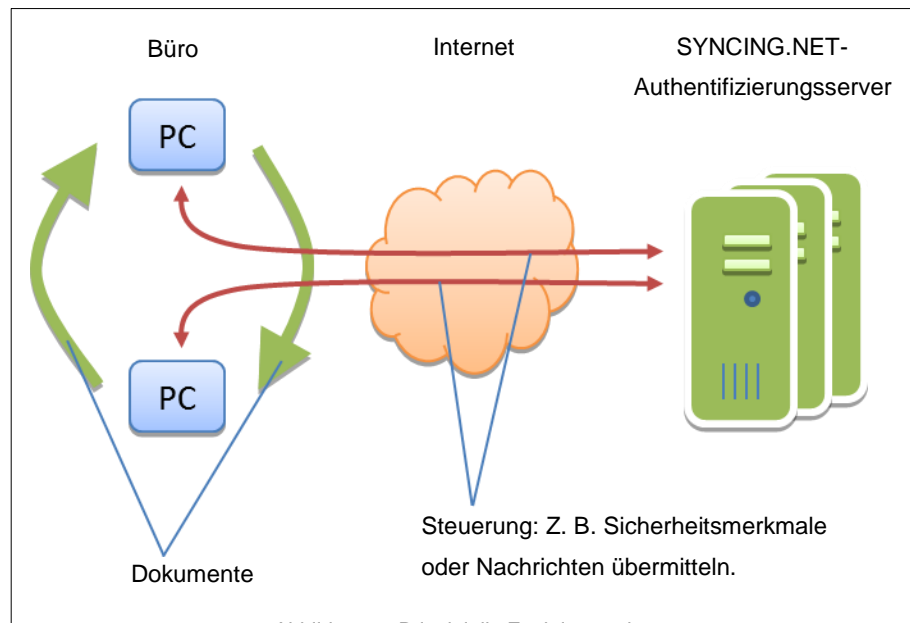 Büro
Internet
SYNCING.NET-
Authentifizierungsserver
PC
PC
Steuerung: Z. B. Sicherheitsmerkmale
oder Nachrichten übermitteln.
Dokumente